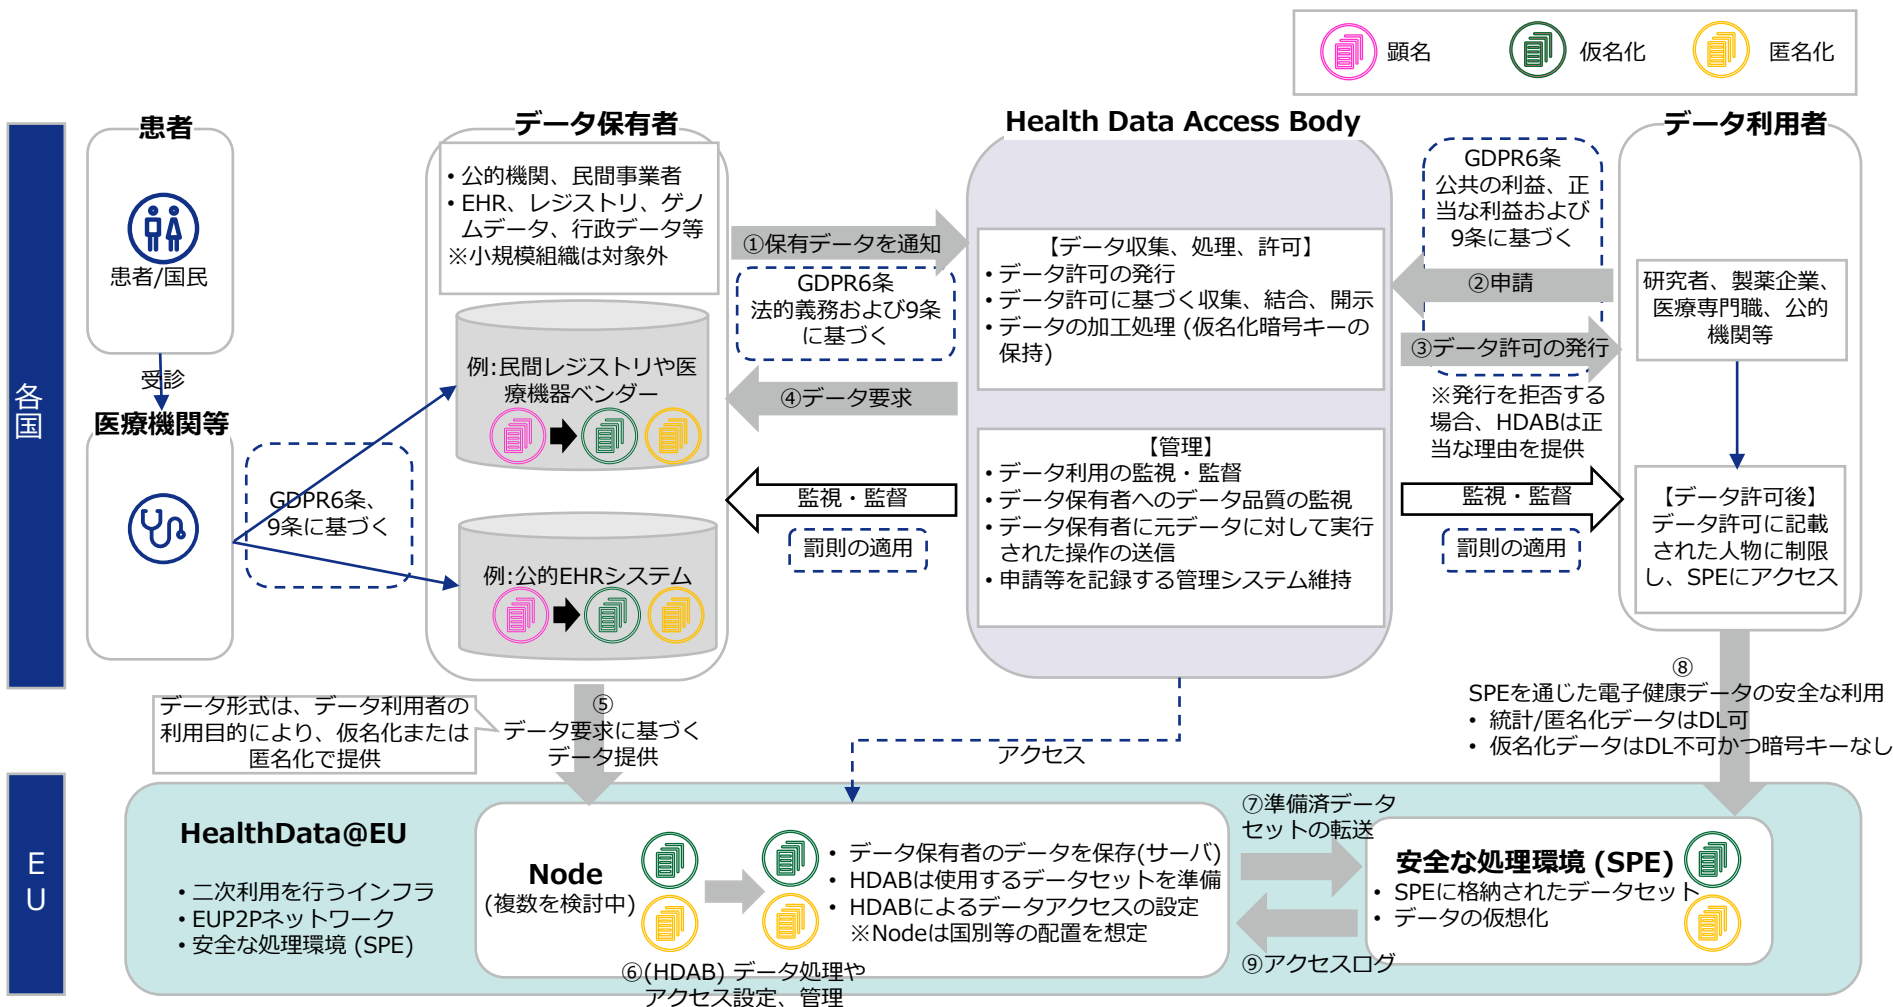 顕名
仮名化
匿名化
各国
患者
患者/国民
受診
医療機関等
GDPR6条、
9条に基づく
データ保有者
• 公的機関、民間事業者
• EHR、レジストリ、ゲノ
ムデータ、行政データ等
※小規模組織は対象外
例:民間レジストリや医
療機器ベンダー
例:公的EHRシステム
①保有データを通知
GDPR6条
法的義務および9条
に基づく
④データ要求
監視・監督
罰則の適用
Health Data Access Body
【データ収集、処理、許可】
• データ許可の発行
• データ許可に基づく収集、結合、開示
• データの加工処理 (仮名化暗号キーの
保持)
【管理】
• データ利用の監視・監督
• データ保有者へのデータ品質の監視
• データ保有者に元データに対して実行
された操作の送信
• 申請等を記録する管理システム維持
GDPR6条
公共の利益、正
当な利益および
9条に基づく
②申請
③データ許可の発行
※発行を拒否する
場合、HDABは正
当な理由を提供
監視・監督
罰則の適用
データ利用者
研究者、製薬企業、
医療専門職、公的
機関等
【データ許可後】
データ許可に記載
された人物に制限
し、SPEにアクセス
データ形式は、データ利用者の
利用目的により、仮名化または
匿名化で提供
⑤
データ要求に基づく
データ提供
アクセス
⑧
SPEを通じた電子健康データの安全な利用
• 統計/匿名化データはDL可
• 仮名化データはDL不可かつ暗号キーなし
EU
HealthData@EU
• 二次利用を行うインフラ
• EUP2Pネットワーク
• 安全な処理環境 (SPE)
Node
(複数を検討中)
• データ保有者のデータを保存(サーバ)
• HDABは使用するデータセットを準備
• HDABによるデータアクセスの設定
※Nodeは国別等の配置を想定
⑥(HDAB) データ処理や
アクセス設定、管理
⑦準備済データ
セットの転送
⑨アクセスログ
安全な処理環境 (SPE)
• SPEに格納されたデータセット
• データの仮想化